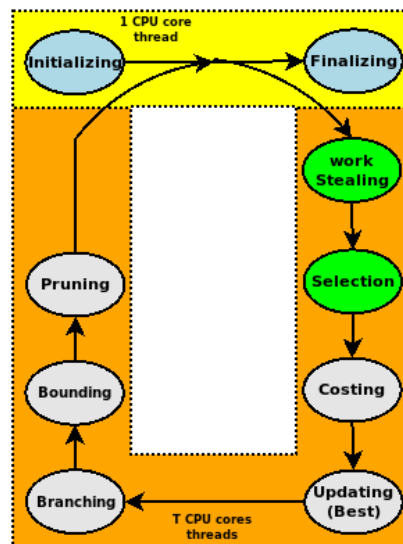 1 CPU core
thread
Initializing
Finalizing
work
Stealing
Selection
Pruning
Costing
Bounding
Updating
(Best)
Branching
T CPU cores
threads